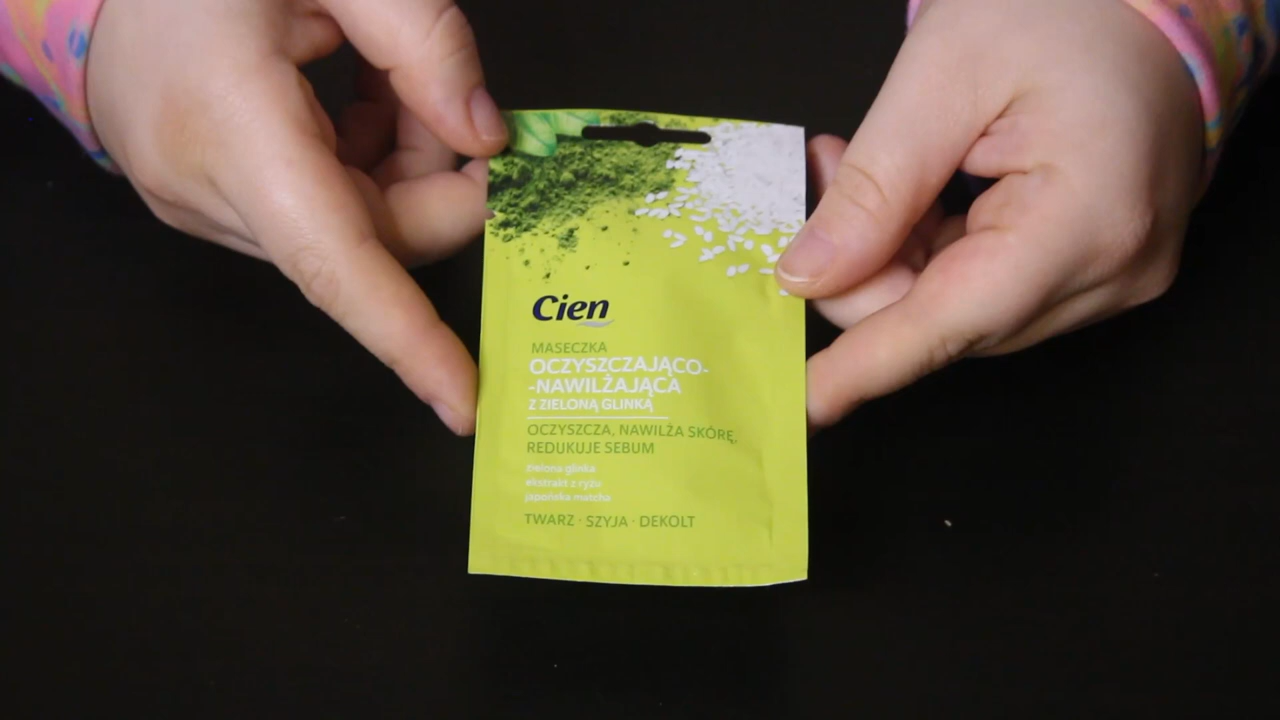 Cien
MASECZKA
OCZYSZCZAJĄCO-
-NAWILŻAJĄCA
Z ZIELONĄ GLINKĄ
OCZYSZCZA, NAWILŻA SKÓRĘ,
REDUKUJE SEBUM
zielona glinka
ekstrakt z ryżu
japońska matcha
TWARZ · SZYJA · DEKOLT